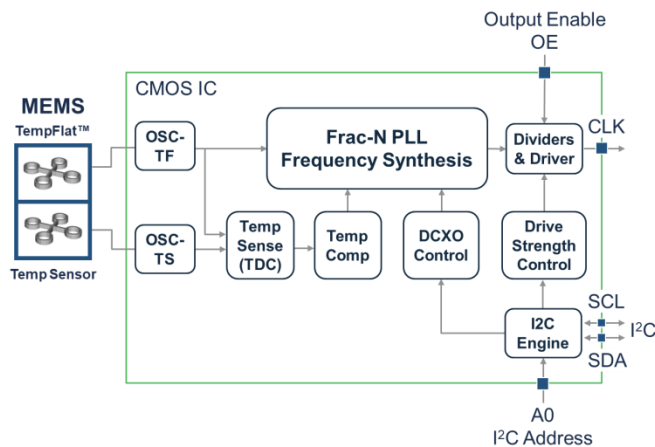 Output Enable
OE
CMOS IC
MEMS
TempFlat™
OSC-
TF
Frac-N PLL
Frequency Synthesis
Dividers
& Driver
CLK
Temp Sensor
OSC-
TS
Temp
Sense
(TDC)
Temp
Comp
DCXO
Control
Drive
Strength
Control
I2C
Engine
SCL
I²C
SDA
A0
I²C Address